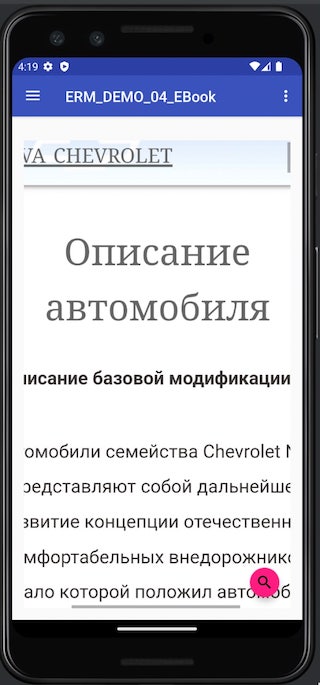 4:19
ERM_DEMO_04_EBook
VA CHEVROLET
Описание
автомобиля
исание базовой модификации
омобили семейства Chevrolet N
редставляют собой дальнейше
звитие концепции отечественн
мфортабельных внедорожнико
ало которой положил автомоб